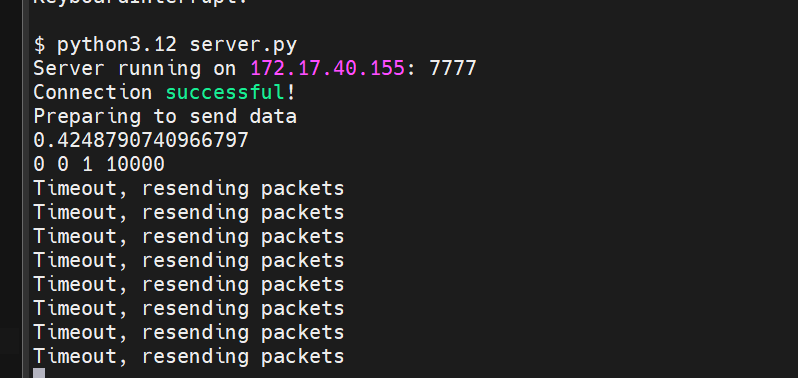 KeyboardInterrupt:
$ python3.12 server.py
Server running on 172.17.40.155: 7777
Connection successful!
Preparing to send data
0.4248790740966797
0 0 1 10000
Timeout, resending packets
Timeout, resending packets
Timeout, resending packets
Timeout, resending packets
Timeout, resending packets
Timeout, resending packets
Timeout, resending packets
Timeout, resending packets